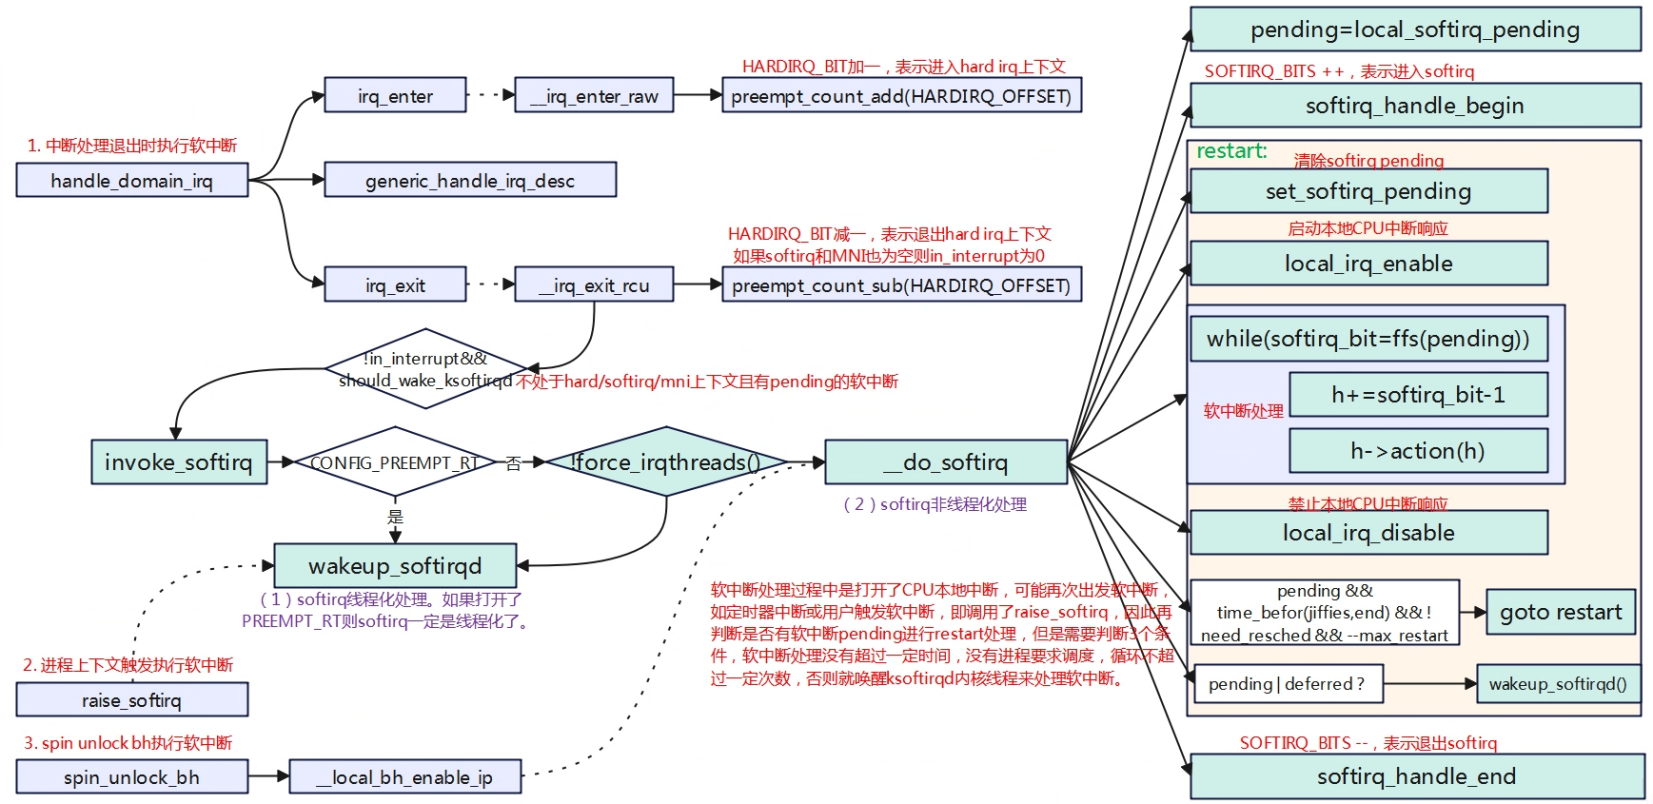 1. 中断处理退出时执行软中断
handle_domain_irq
irq_enter
__irq_enter_raw
HARDIRQ_BIT加一，表示进入hard irq上下文
preempt_count_add(HARDIRQ_OFFSET)
generic_handle_irq_desc
irq_exit
__irq_exit_rcu
HARDIRQ_BIT减一，表示退出hard irq上下文
如果softirq和MNI也为空则in_interrupt为0
preempt_count_sub(HARDIRQ_OFFSET)
!in_interrupt&&
should_wake_ksoftirqd
不处于hard/softirq/mni上下文且有pending的软中断
invoke_softirq
CONFIG_PREEMPT_RT
否
!force_irqthreads()
__do_softirq
（2）softirq非线程化处理
是
wakeup_softirqd
（1）softirq线程化处理。如果打开了
PREEMPT_RT则softirq一定是线程化了。
2. 进程上下文触发执行软中断
raise_softirq
3. spin unlock bh执行软中断
spin_unlock_bh
__local_bh_enable_ip
软中断处理过程中是打开了CPU本地中断，可能再次出发软中断，
如定时器中断或用户触发软中断，即调用了raise_softirq，因此再
判断是否有软中断pending进行restart处理，但是需要判断3个条
件，软中断处理没有超过一定时间，没有进程要求调度，循环不超
过一定次数，否则就唤醒ksoftirqd内核线程来处理软中断。
pending=local_softirq_pending
SOFTIRQ_BITS ++，表示进入softirq
softirq_handle_begin
restart:
清除softirq pending
set_softirq_pending
启动本地CPU中断响应
local_irq_enable
while(softirq_bit=ffs(pending))
软中断处理
h+=softirq_bit-1
h->action(h)
禁止本地CPU中断响应
local_irq_disable
pending &&
time_befor(jiffies,end) && !
need_resched && --max_restart
goto restart
pending | deferred ?
wakeup_softirqd()
SOFTIRQ_BITS --，表示退出softirq
softirq_handle_end